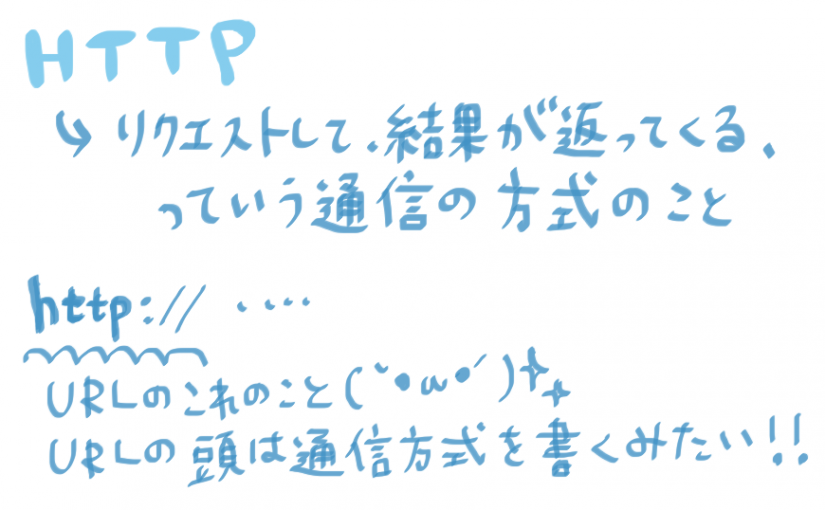 HTTP
↳ リクエストして、結果が返ってくる、
っていう通信の方式のこと
http:// ‥‥
URLのこれのこと(`•ω•´)✧✧
URLの頭は通信方式を書くみたい!!